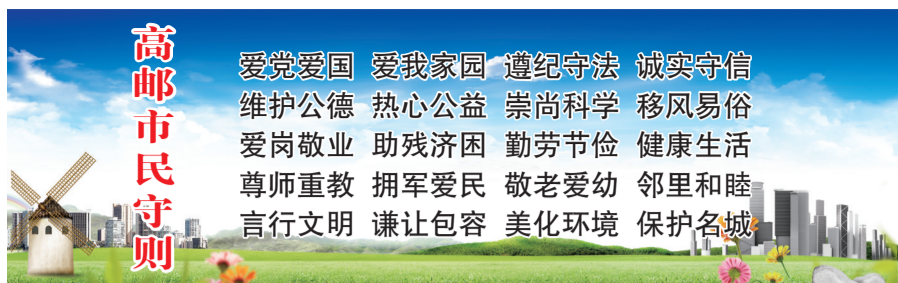 高邮市民守则
爱党爱国 爱我家园 遵纪守法 诚实守信
维护公德 热心公益 崇尚科学 移风易俗
爱岗敬业 助残济困 勤劳节俭 健康生活
尊师重教 拥军爱民 敬老爱幼 邻里和睦
言行文明 谦让包容 美化环境 保护名城